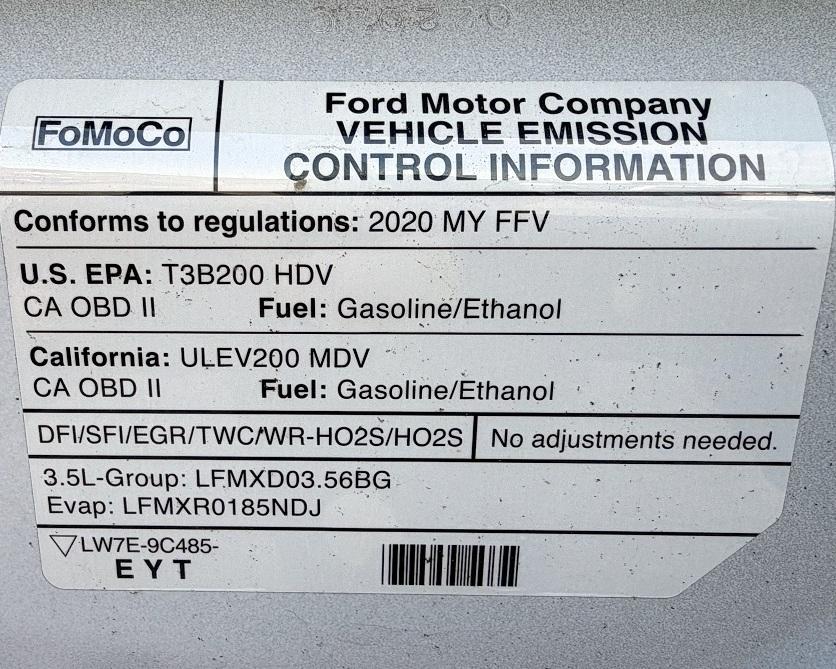 FoMoCo
Ford Motor Company
VEHICLE EMISSION
CONTROL INFORMATION
Conforms to regulations: 2020 MY FFV
U.S. EPA: T3B200 HDV
CA OBD II Fuel: Gasoline/Ethanol
California: ULEV200 MDV
CA OBD II Fuel: Gasoline/Ethanol
DFI/SFI/EGR/TWC/WR-HO2S/HO2S No adjustments needed.
3.5L-Group: LFMXD03.56BG
Evap: LFMXR0185NDJ
LW7E-9C485-
EYT